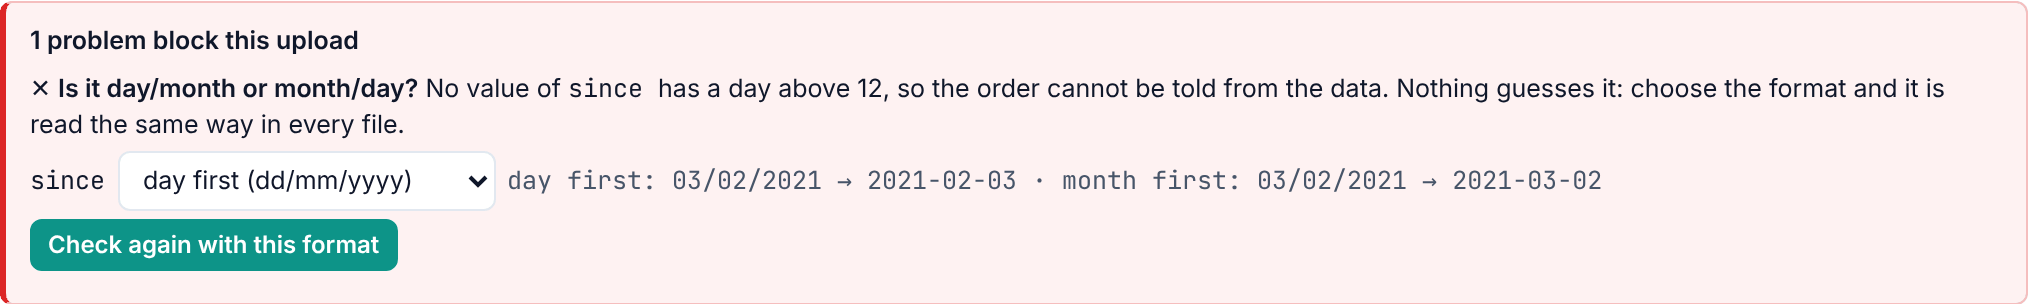 1 problem block this upload
✕ Is it day/month or month/day? No value of since has a day above 12, so the order cannot be told from the data. Nothing guesses it: choose the format and it is
read the same way in every file.
since day first (dd/mm/yyyy) day first: 03/02/2021 → 2021-02-03 · month first: 03/02/2021 → 2021-03-02
Check again with this format